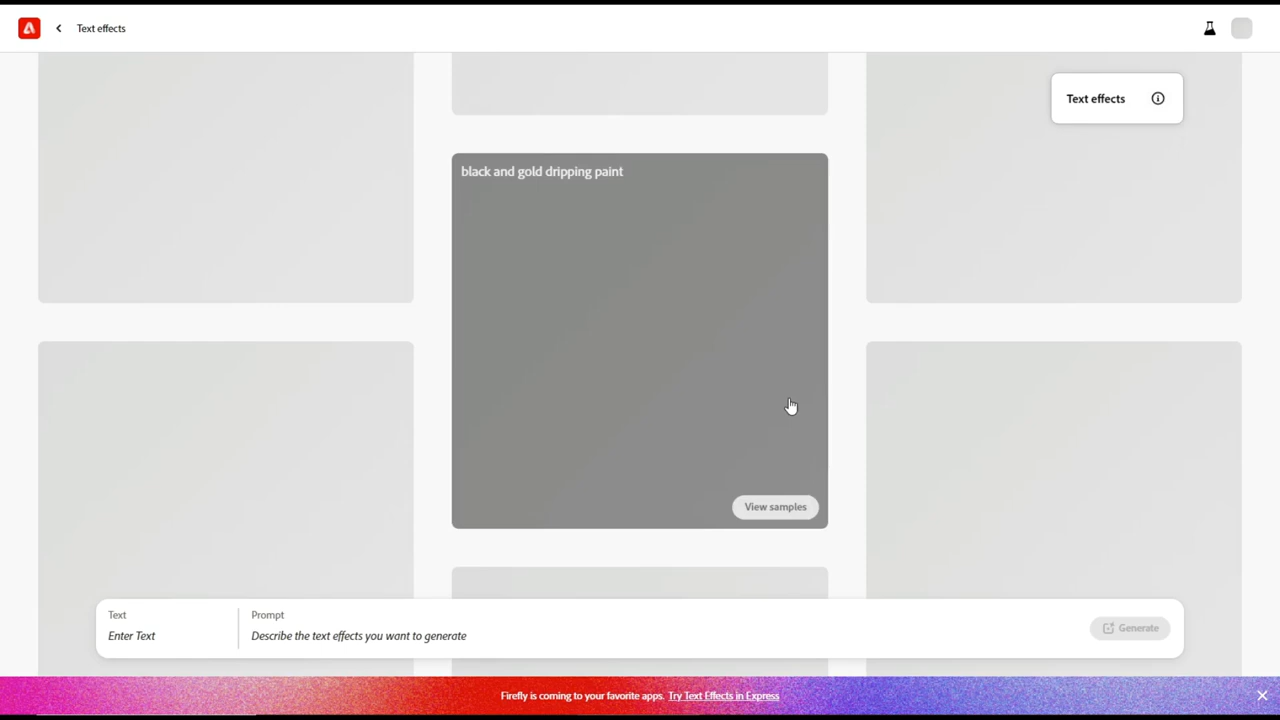 Text effects
Text effects
black and gold dripping paint
View samples
Text
Prompt
Enter Text
Describe the text effects you want to generate
Generate
Firefly is coming to your favorite apps. Try Text Effects in Express